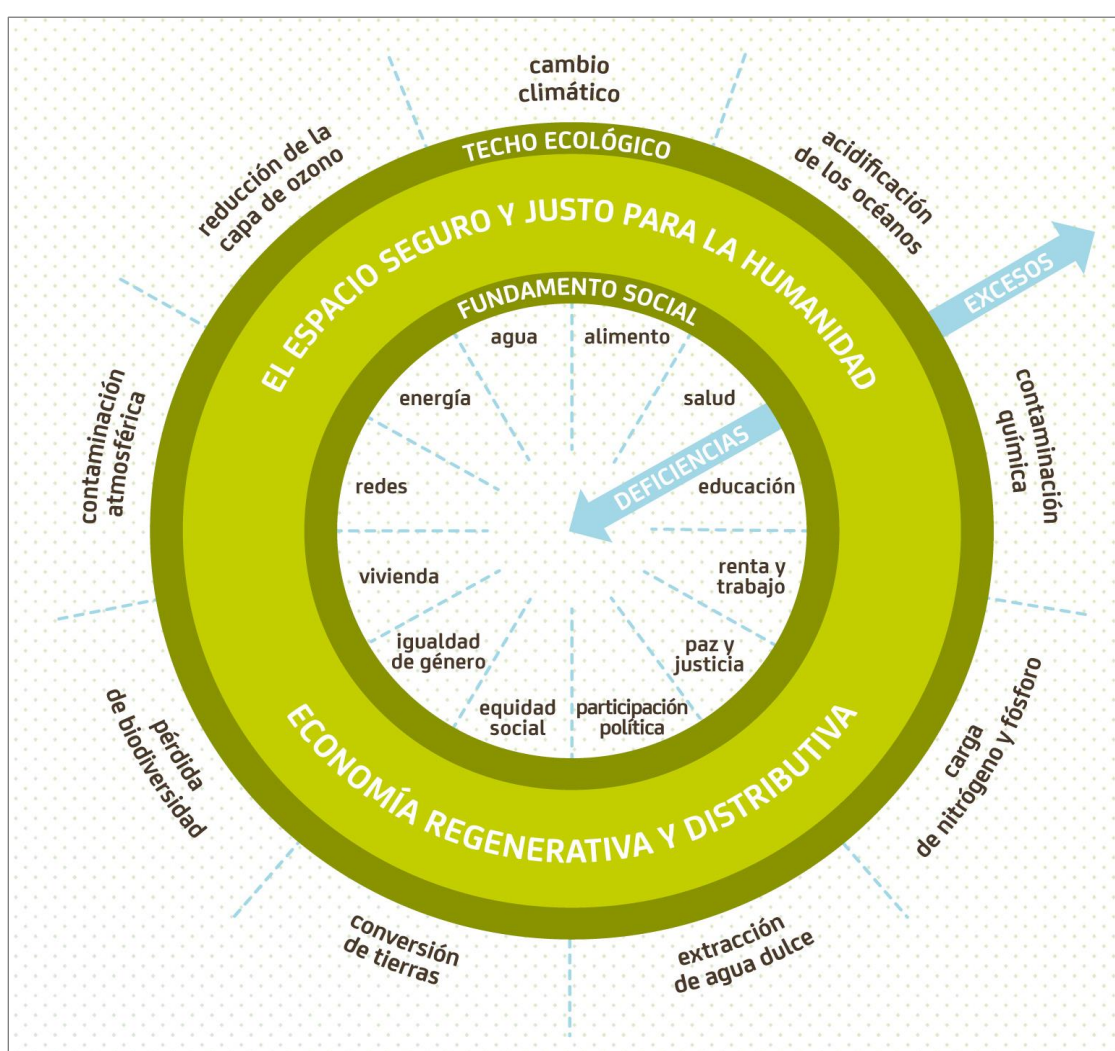 cambio
climático
TECHO ECOLÓGICO
reducción de la
capa de ozono
acidificación
de los océanos
EL ESPACIO SEGURO Y JUSTO PARA LA HUMANIDAD
EXCESOS
FUNDAMENTO SOCIAL
agua
alimento
energía
salud
contaminación
atmosférica
contaminación
química
DEFICIENCIAS
redes
educación
vivienda
renta y
trabajo
igualdad
de género
paz y
justicia
equidad
social
participación
política
pérdida
de biodiversidad
carga
de nitrógeno y fósforo
ECONOMÍA REGENERATIVA Y DISTRIBUTIVA
conversión
de tierras
extracción
de agua dulce